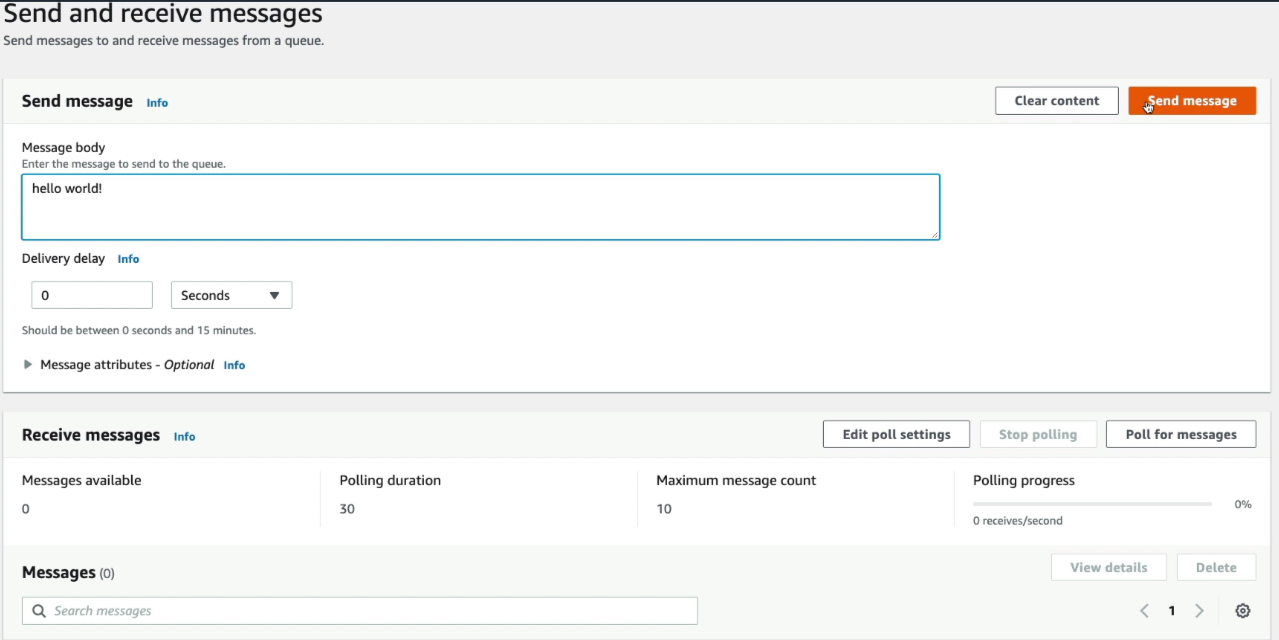 Send and receive messages
Send messages to and receive messages from a queue.
Send message Info
Clear content
Send message
Message body
Enter the message to send to the queue.
hello world!
Delivery delay Info
0
Seconds
Should be between 0 seconds and 15 minutes.
Message attributes - Optional Info
Receive messages Info
Edit poll settings
Stop polling
Poll for messages
Messages available
0
Polling duration
30
Maximum message count
10
Polling progress
0%
0 receives/second
Messages (0)
View details
Delete
Search messages
1